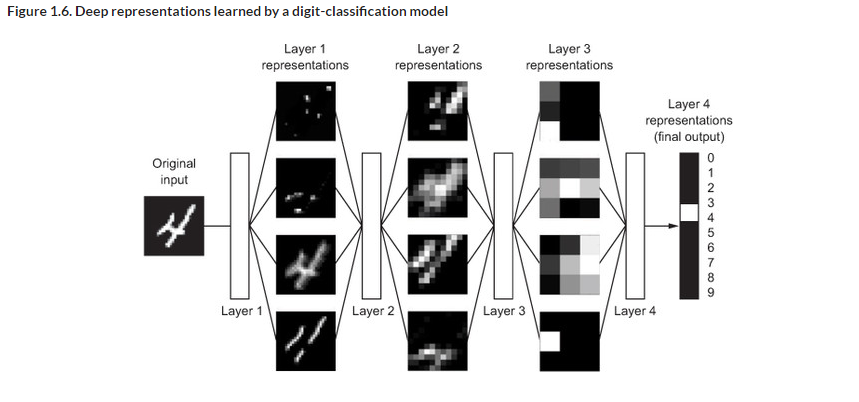 Figure 1.6. Deep representations learned by a digit-classification model
Layer 1
representations
Layer 2
representations
Layer 3
representations
Layer 4
representations
(final output)
Original
input
0
1
2
3
4
5
6
7
8
9
Layer 1
Layer 2
Layer 3
Layer 4